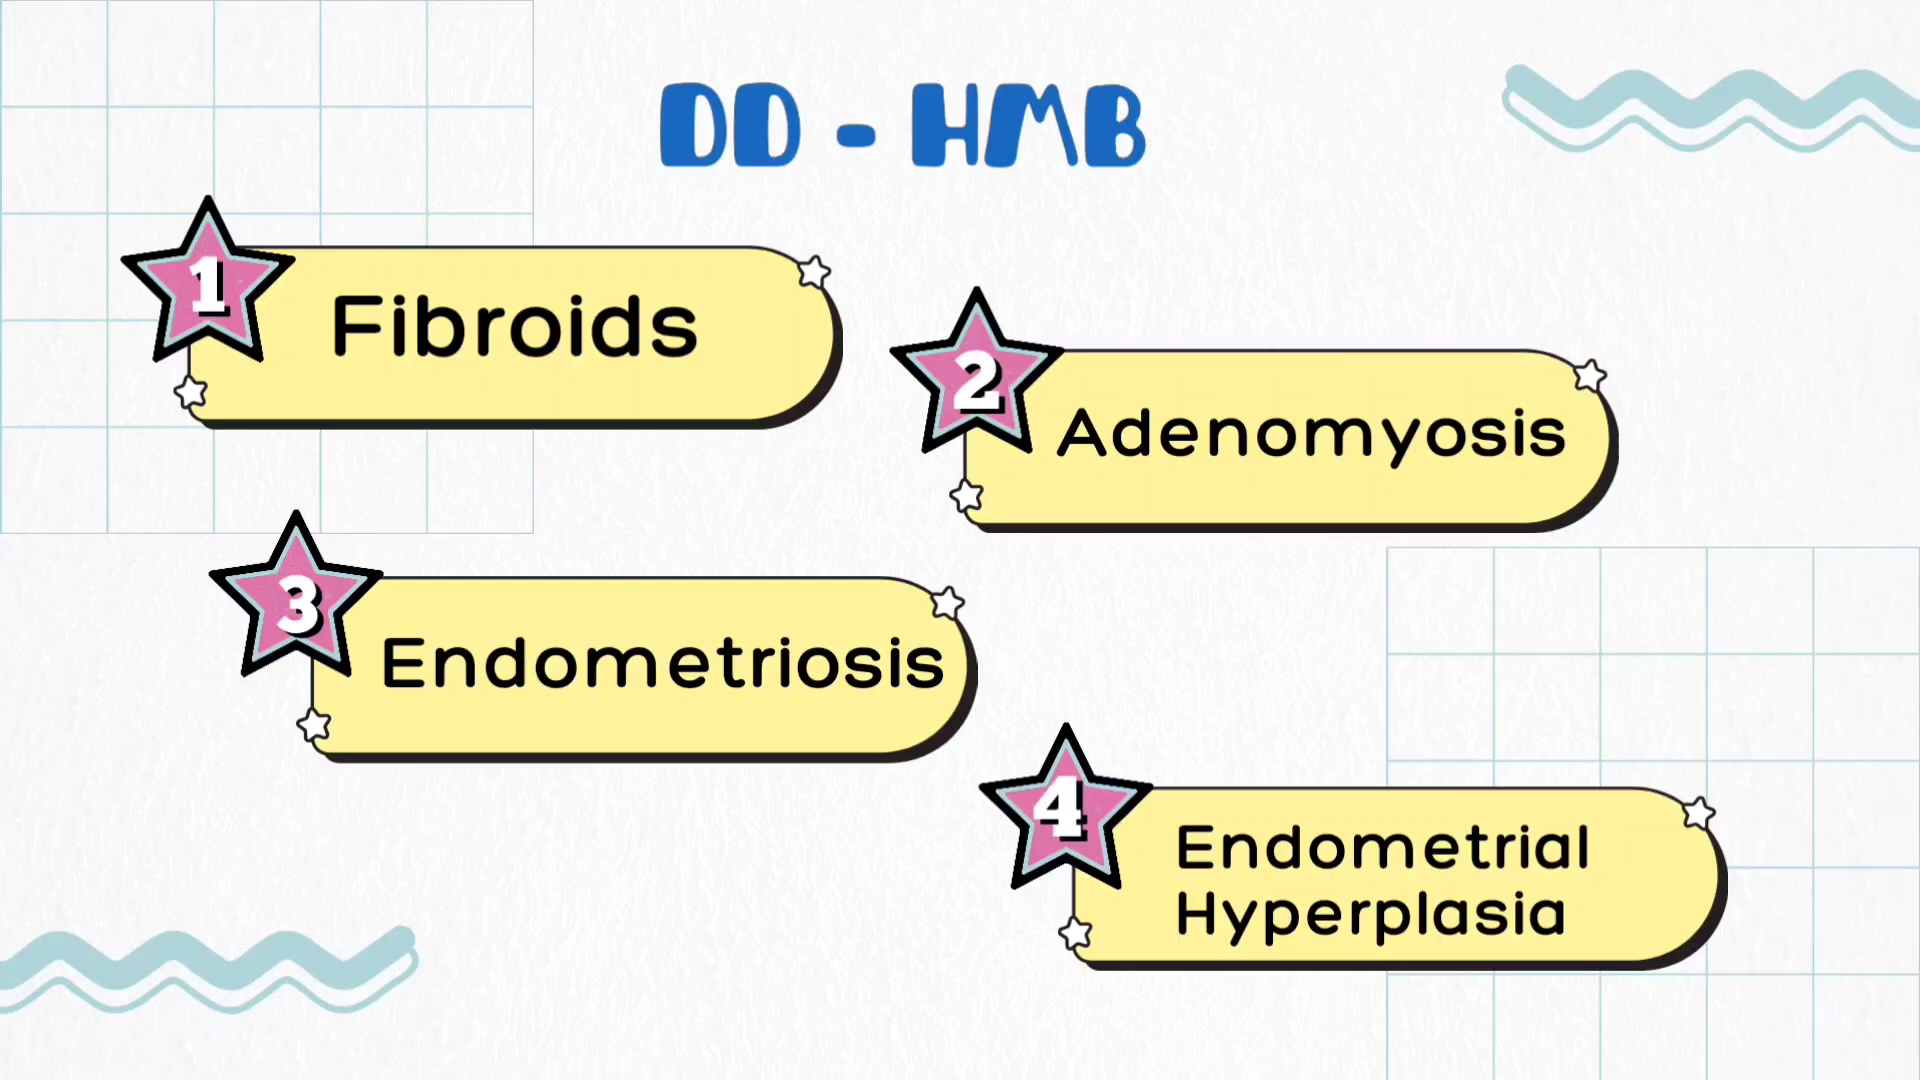 DD - HMB
1
Fibroids
2
Adenomyosis
3
Endometriosis
4
Endometrial
Hyperplasia